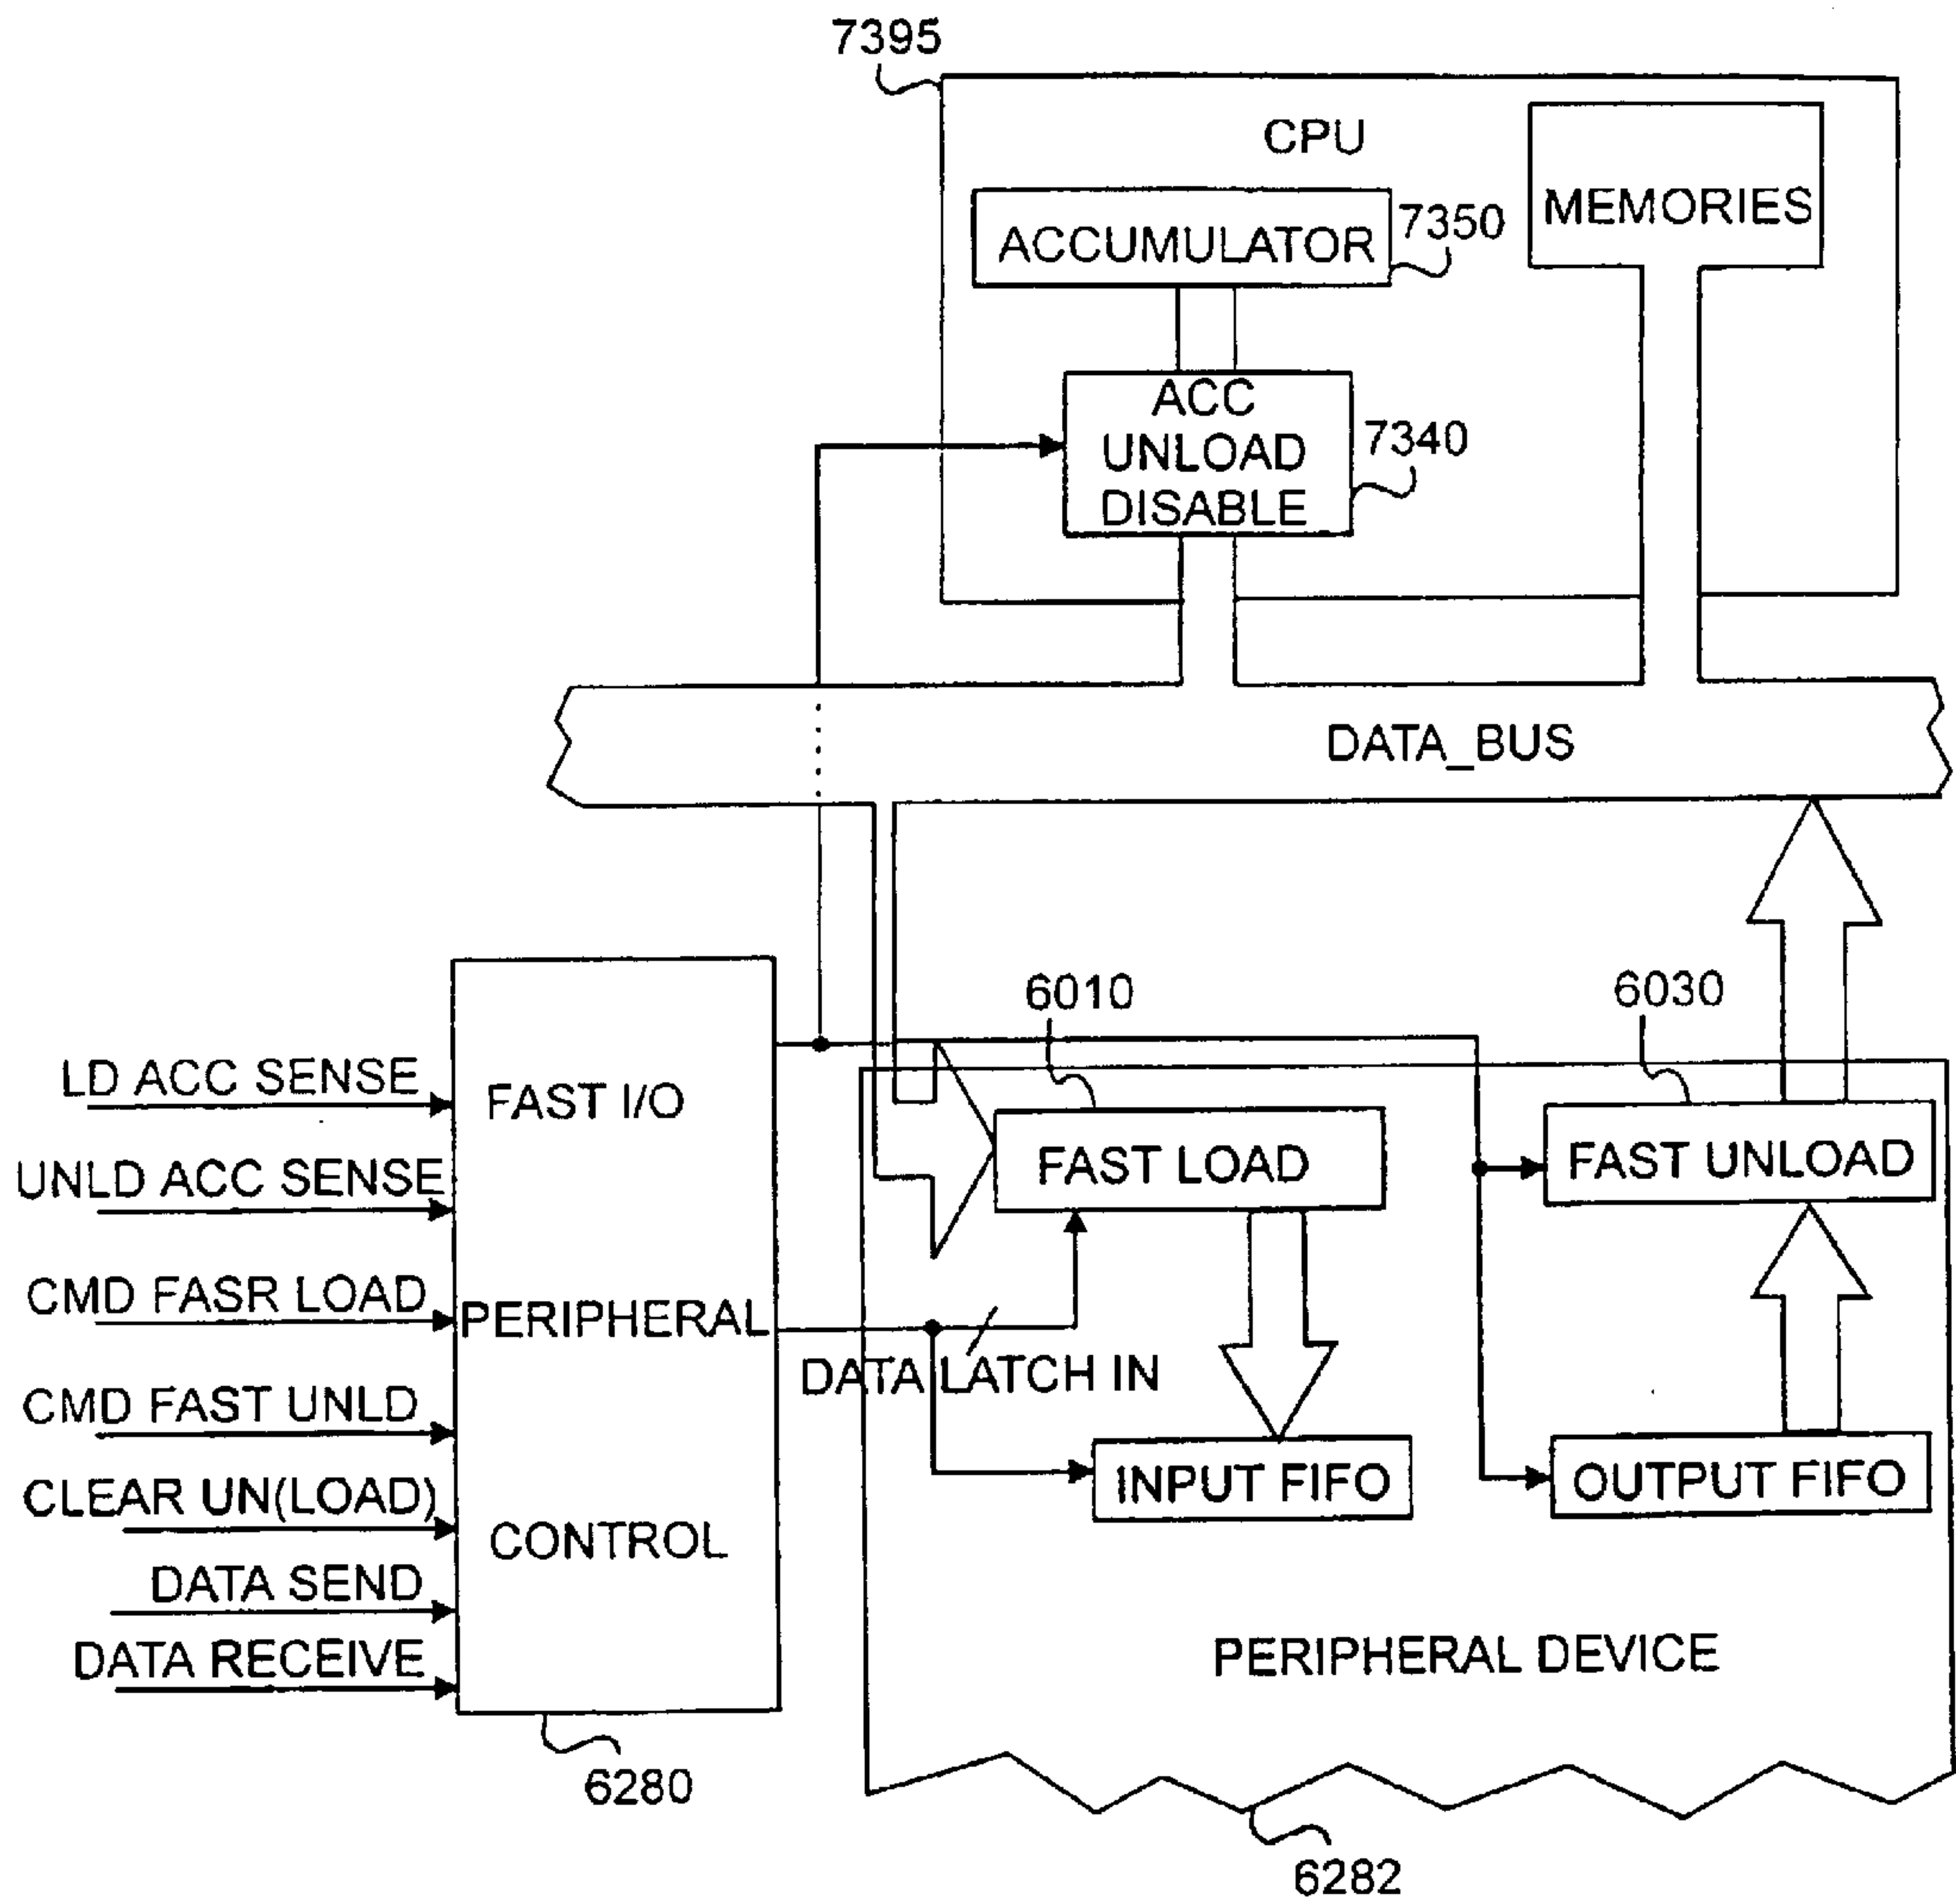 7395
CPU
MEMORIES
ACCUMULATOR
7350
ACC
UNLOAD
DISABLE
7340
DATA_BUS
6010
6030
LD ACC SENSE
UNLD ACC SENSE
CMD FASR LOAD
CMD FAST UNLD
CLEAR UN(LOAD)
DATA SEND
DATA RECEIVE
FAST I/O
PERIPHERAL
CONTROL
6280
FAST LOAD
FAST UNLOAD
DATA LATCH IN
INPUT FIFO
OUTPUT FIFO
PERIPHERAL DEVICE
6282